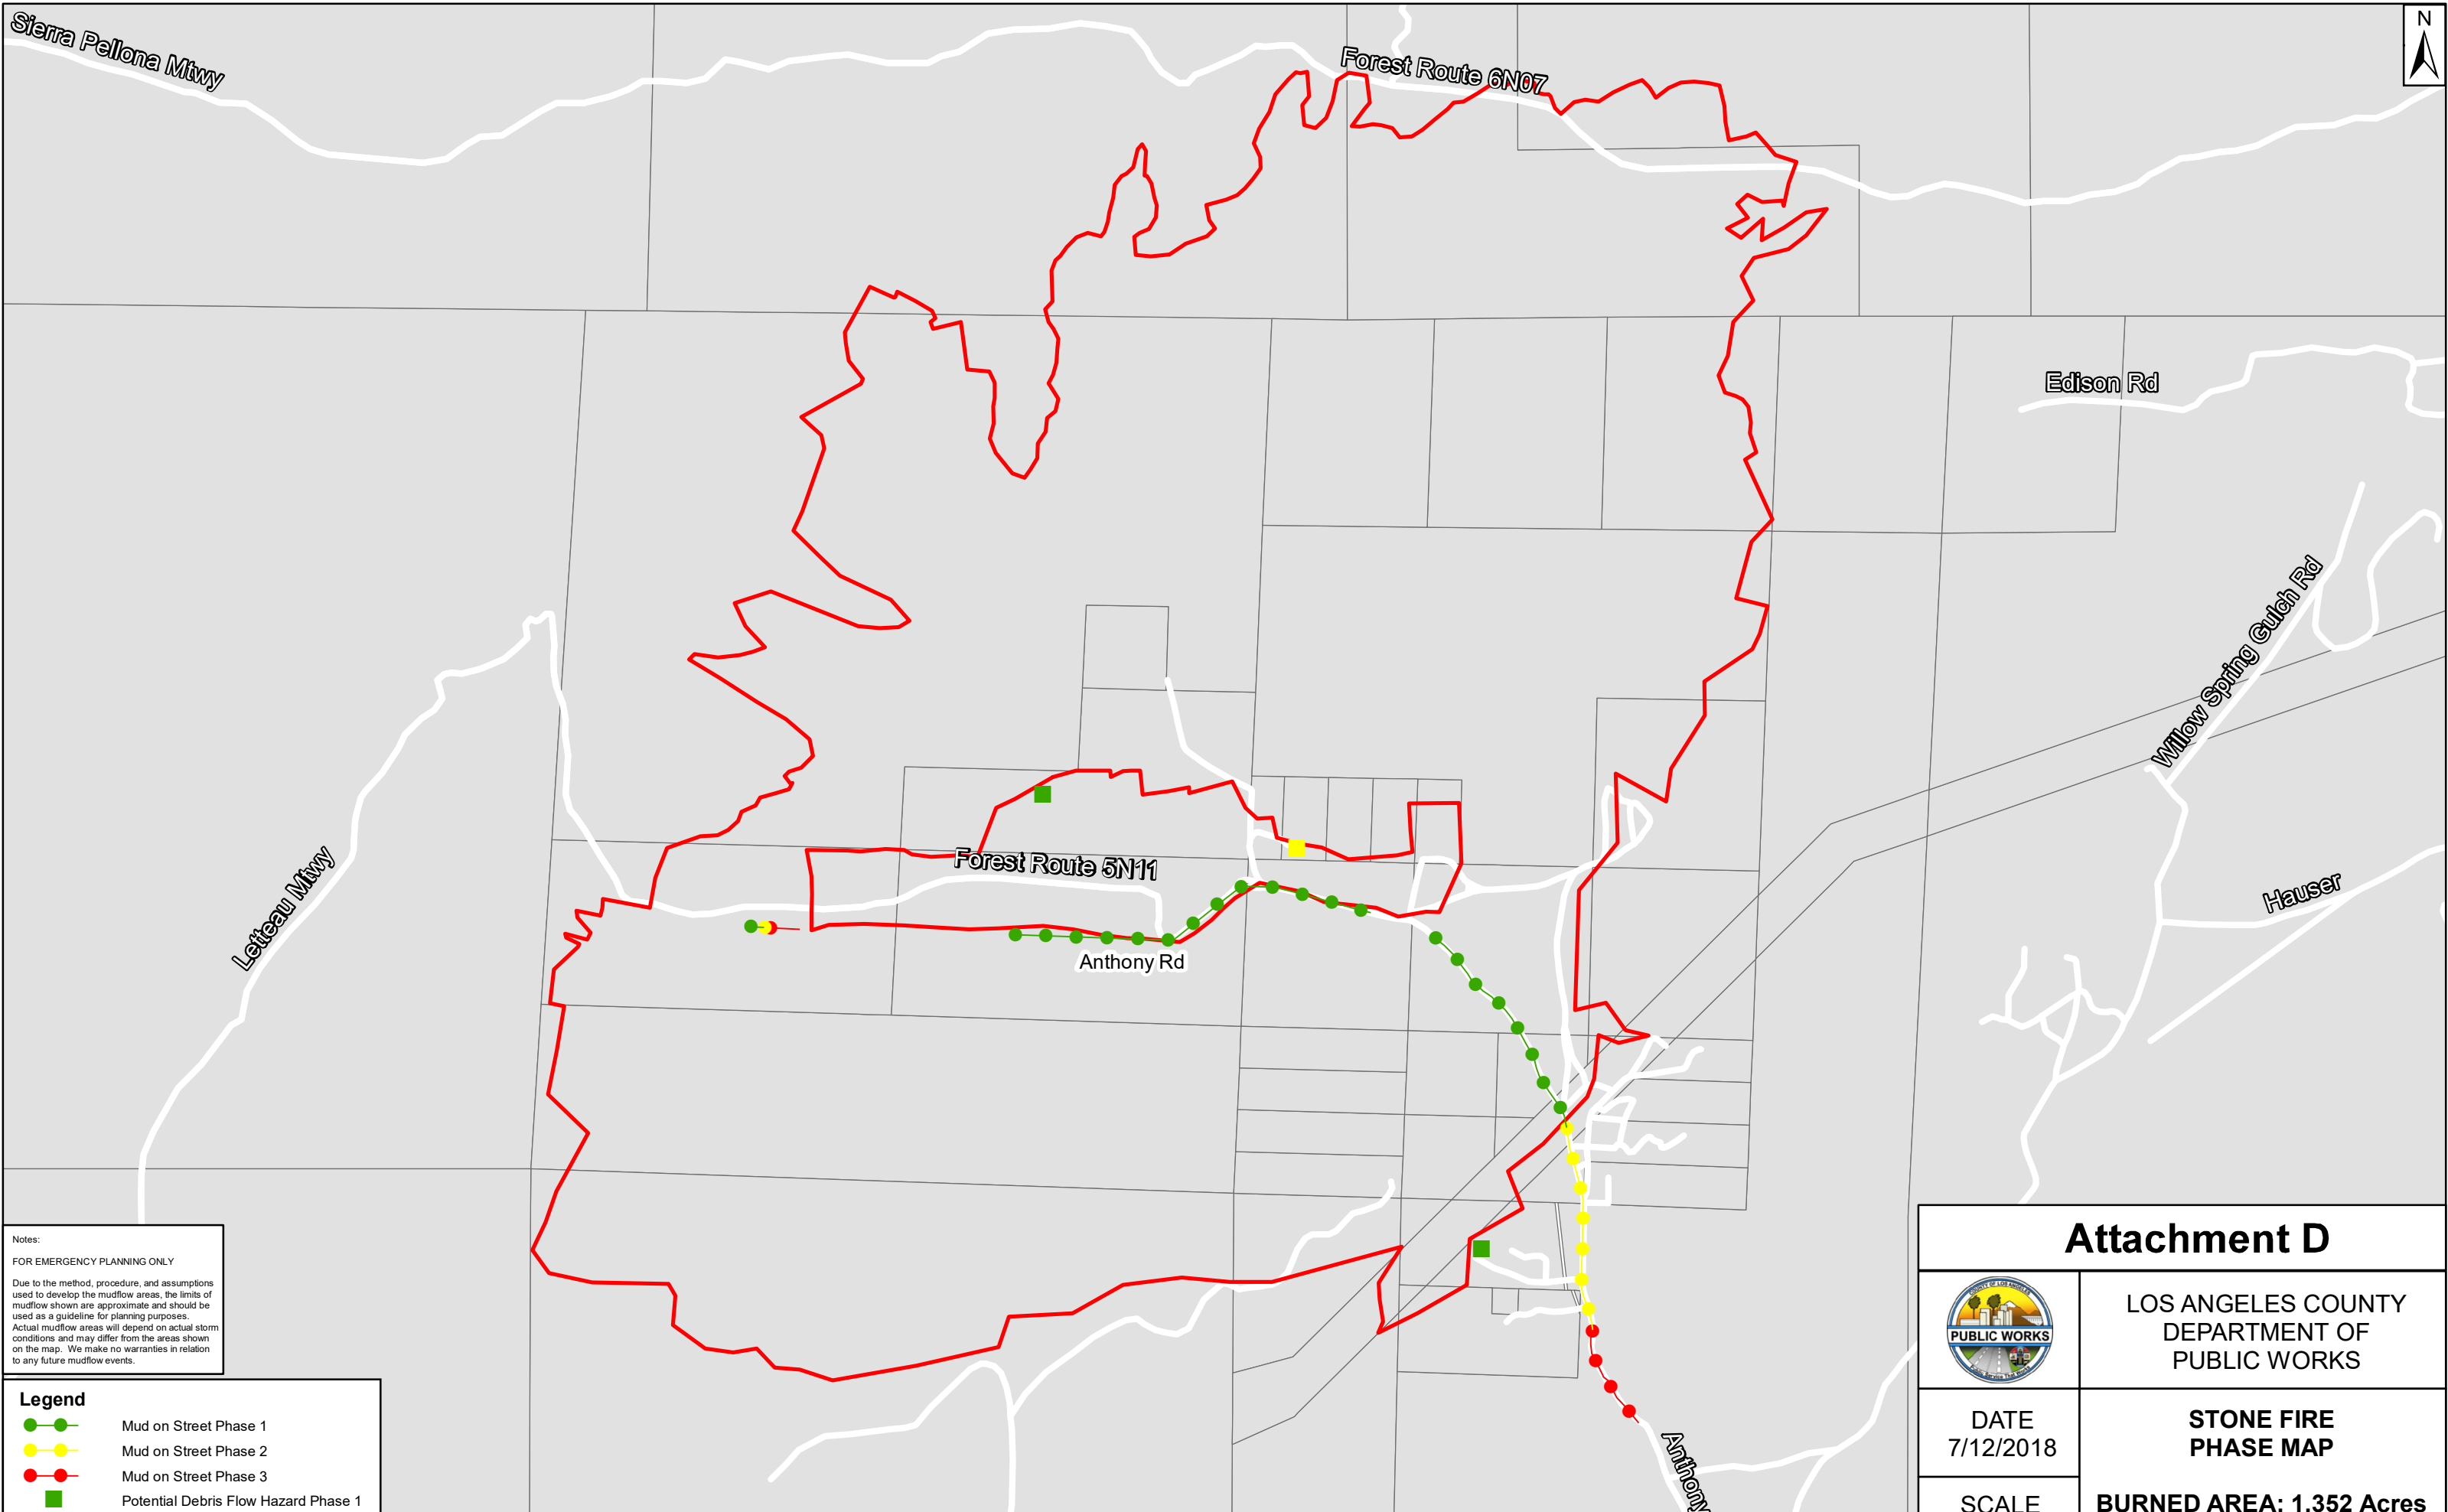 Sierra Pellona Mtwy
Forest Route 6N07
N
Edison Rd
Willow Spring Gulch Rd
Letteau Mtwy
Forest Route 5N11
Hauser
Anthony Rd
Anthony
Notes:
FOR EMERGENCY PLANNING ONLY
Due to the method, procedure, and assumptions
used to develop the mudflow areas, the limits of
mudflow shown are approximate and should be
used as a guideline for planning purposes.
Actual mudflow areas will depend on actual storm
conditions and may differ from the areas shown
on the map. We make no warranties in relation
to any future mudflow events.
Legend
Mud on Street Phase 1
Mud on Street Phase 2
Mud on Street Phase 3
Potential Debris Flow Hazard Phase 1
Attachment D
PUBLIC WORKS
LOS ANGELES COUNTY
DEPARTMENT OF
PUBLIC WORKS
DATE
7/12/2018
STONE FIRE
PHASE MAP
SCALE
BURNED AREA: 1,352 Acres